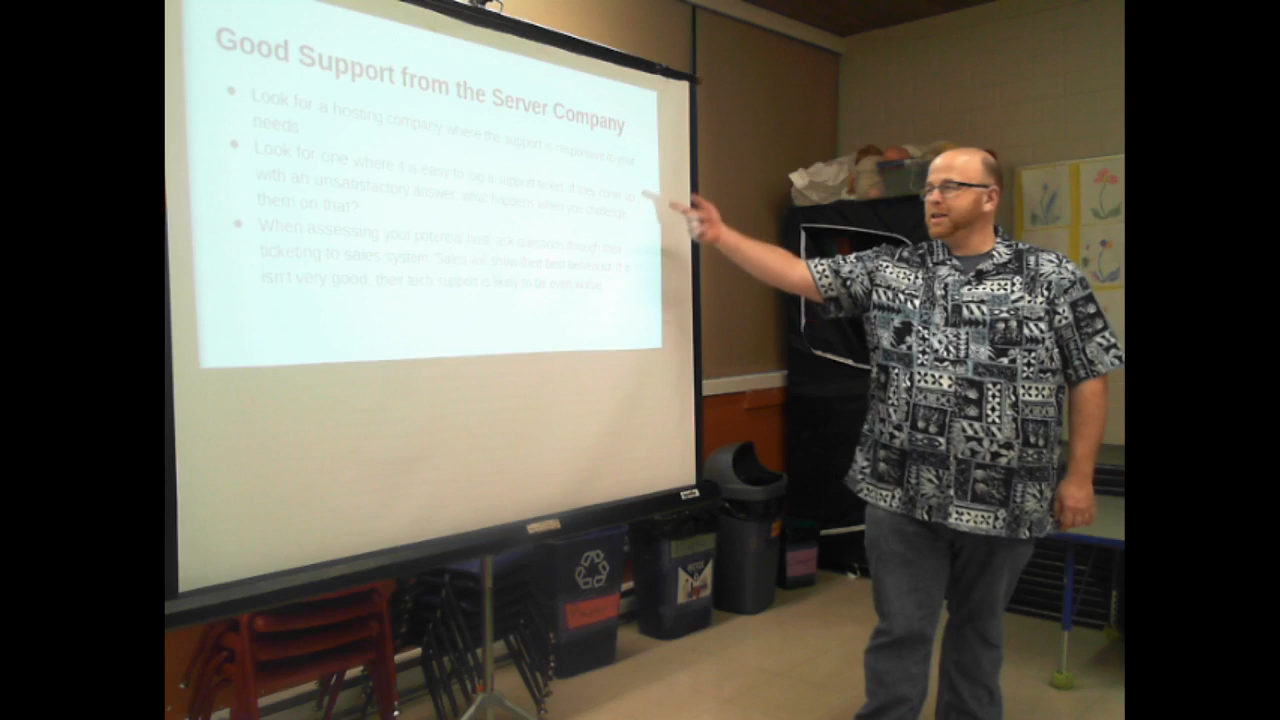 Good Support from the Server Company
Look for a hosting company where the support is responsive to your
needs.
Look for one where it is easy to log a support ticket. If they come up
with an unsatisfactory answer, what happens when you challenge
them on that?
When assessing your potential host, ask questions through their
ticketing to sales system. Sales will show their best behaviour. If it
isn't very good, their tech support is likely to be even worse.